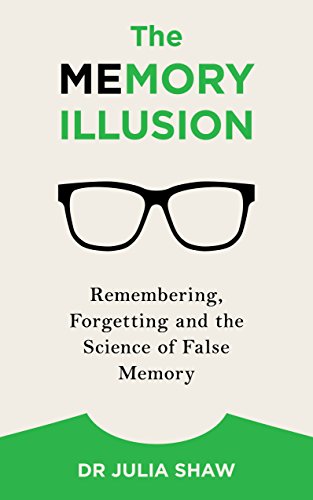 The
MEMORY
ILLUSION
Remembering,
Forgetting and the
Science of False
Memory
DR JULIA SHAW